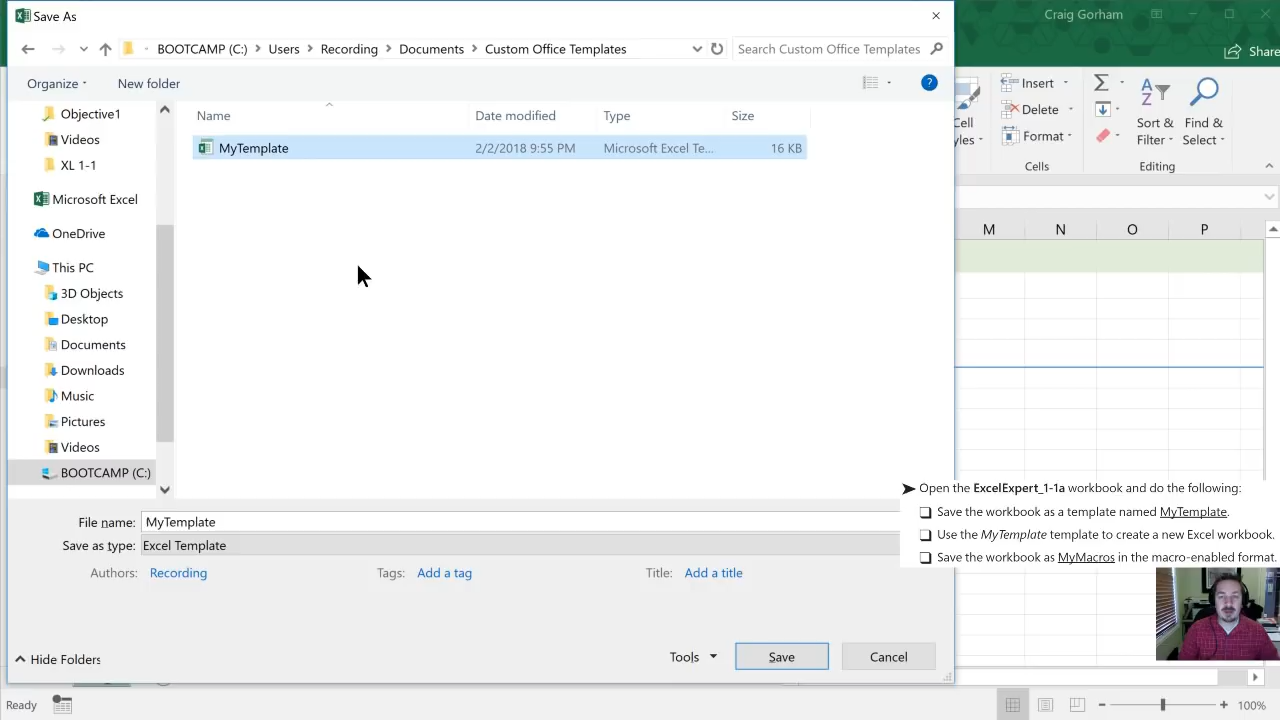 Save As
Craig Gorham
BOOTCAMP (C:) Users Recording Documents Custom Office Templates
Search Custom Office Templates
Share
Organize
New folder
?
Objective1
Videos
XL 1-1
Microsoft Excel
OneDrive
This PC
3D Objects
Desktop
Documents
Downloads
Music
Pictures
Videos
BOOTCAMP (C:)
Name Date modified Type Size
MyTemplate 2/2/2018 9:55 PM Microsoft Excel Te... 16 KB
File name: MyTemplate
Save as type: Excel Template
Authors: Recording Tags: Add a tag Title: Add a title
Hide Folders
Tools Save Cancel
Cell
yles
Insert
Delete
Format
Cells
Σ
A
Z
Sort &
Filter
Find &
Select
Editing
M N O P
Open the ExcelExpert_1-1a workbook and do the following:
Save the workbook as a template named MyTemplate.
Use the MyTemplate template to create a new Excel workbook.
Save the workbook as MyMacros in the macro-enabled format.
Ready
100%